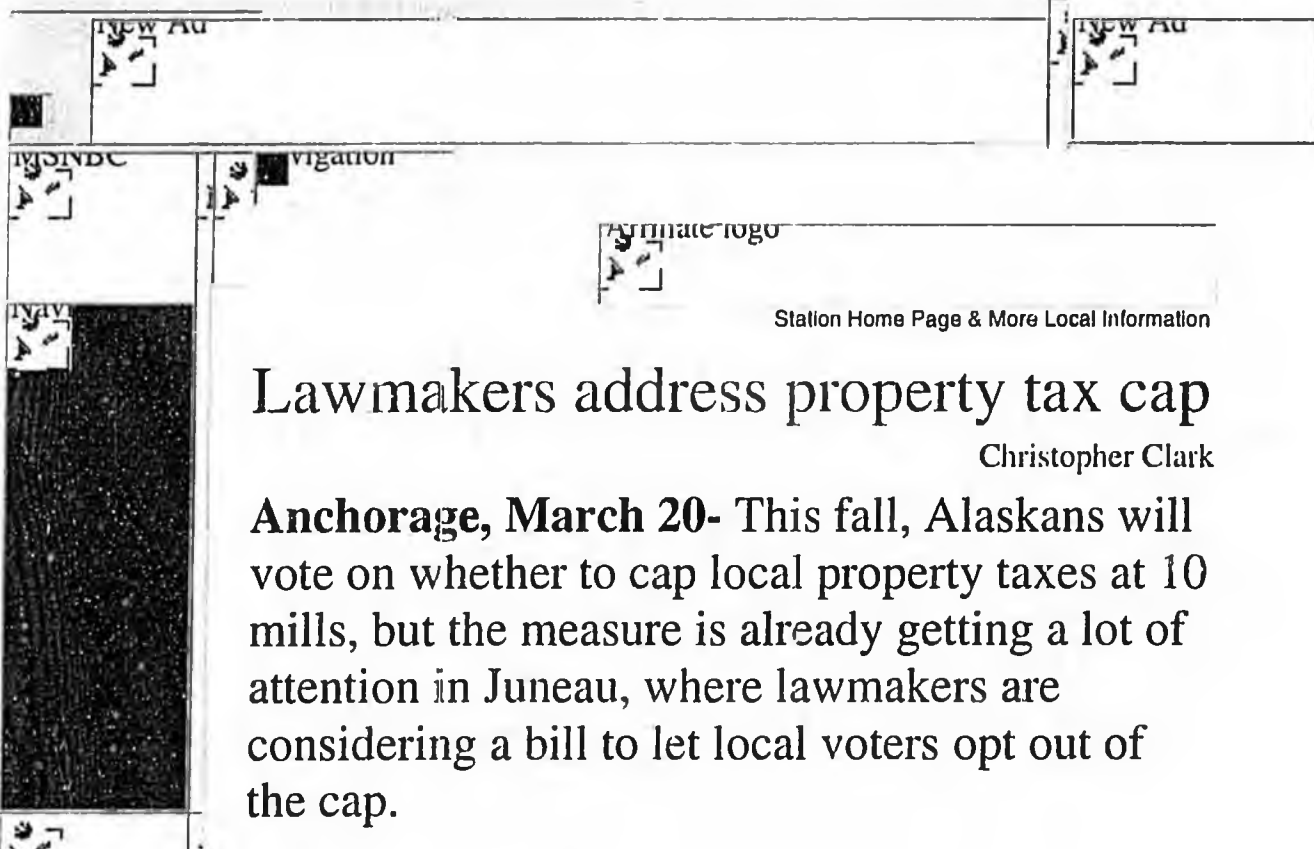 New Ad
New Ad
MSNBC
Navigation
Affiliate logo
Station Home Page & More Local Information
Lawmakers address property tax cap
Christopher Clark
Anchorage, March 20- This fall, Alaskans will
vote on whether to cap local property taxes at 10
mills, but the measure is already getting a lot of
attention in Juneau, where lawmakers are
considering a bill to let local voters opt out of
the cap.